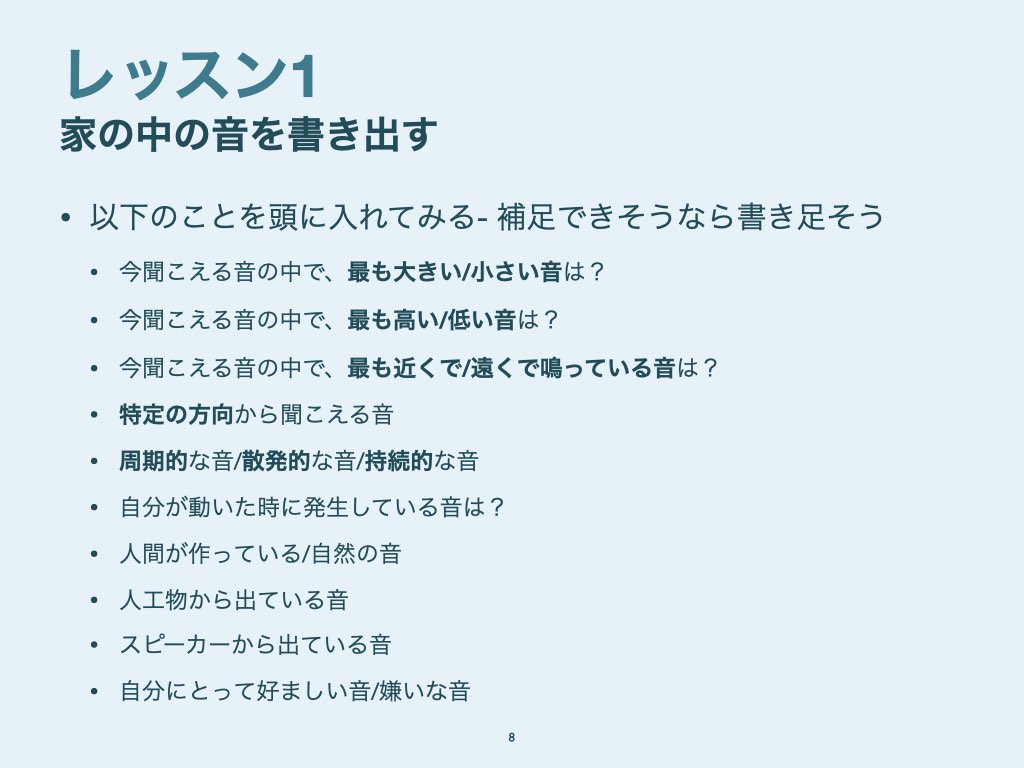 レッスン1
家の中の音を書き出す
• 以下のことを頭に入れてみる- 補足できそうなら書き足そう
• 今聞こえる音の中で、最も大きい/小さい音は？
• 今聞こえる音の中で、最も高い/低い音は？
• 今聞こえる音の中で、最も近くで/遠くで鳴っている音は？
• 特定の方向から聞こえる音
• 周期的な音/散発的な音/持続的な音
• 自分が動いた時に発生している音は？
• 人間が作っている/自然の音
• 人工物から出ている音
• スピーカーから出ている音
• 自分にとって好ましい音/嫌いな音
8